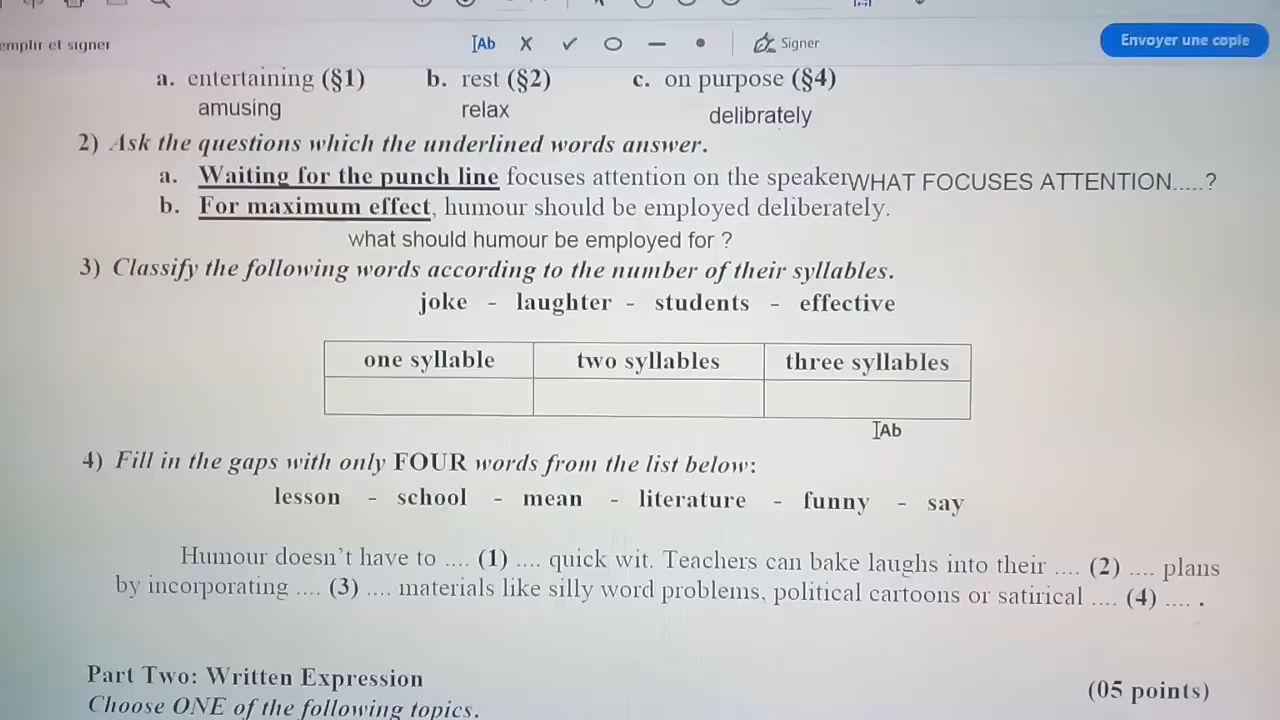 emplir et signer IAb X Signer Envoyer une copie
a. entertaining (§1) b. rest (§2) c. on purpose (§4)
amusing relax delibrately
2) Ask the questions which the underlined words answer.
a. Waiting for the punch line focuses attention on the speaker WHAT FOCUSES ATTENTION.....?
b. For maximum effect, humour should be employed deliberately.
what should humour be employed for ?
3) Classify the following words according to the number of their syllables.
joke - laughter - students - effective
one syllable two syllables three syllables
IAb
4) Fill in the gaps with only FOUR words from the list below:
lesson - school - mean - literature - funny - say
Humour doesn't have to .... (1) .... quick wit. Teachers can bake laughs into their .... (2) .... plans
by incorporating .... (3) .... materials like silly word problems, political cartoons or satirical .... (4) .... .
Part Two: Written Expression (05 points)
Choose ONE of the following topics.